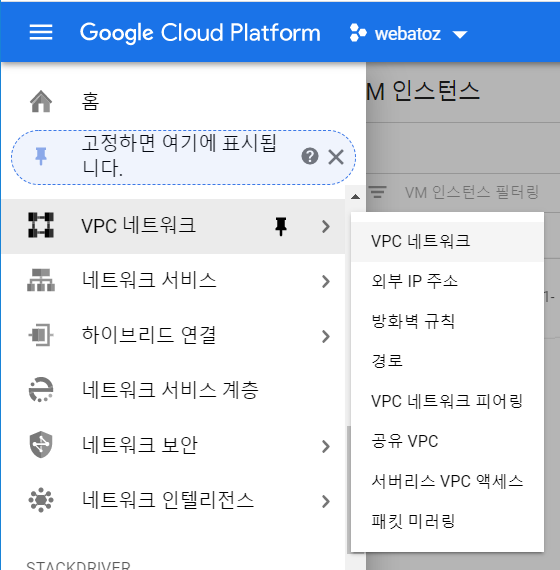 Google Cloud Platform
webatoz
홈
고정하면 여기에 표시됩
니다.
VPC 네트워크
네트워크 서비스
하이브리드 연결
네트워크 서비스 계층
네트워크 보안
네트워크 인텔리전스
STACKDRIVER
M 인스턴스
VM 인스턴스 필터링
VPC 네트워크
외부 IP 주소
방화벽 규칙
경로
VPC 네트워크 피어링
공유 VPC
서버리스 VPC 액세스
패킷 미러링
1-